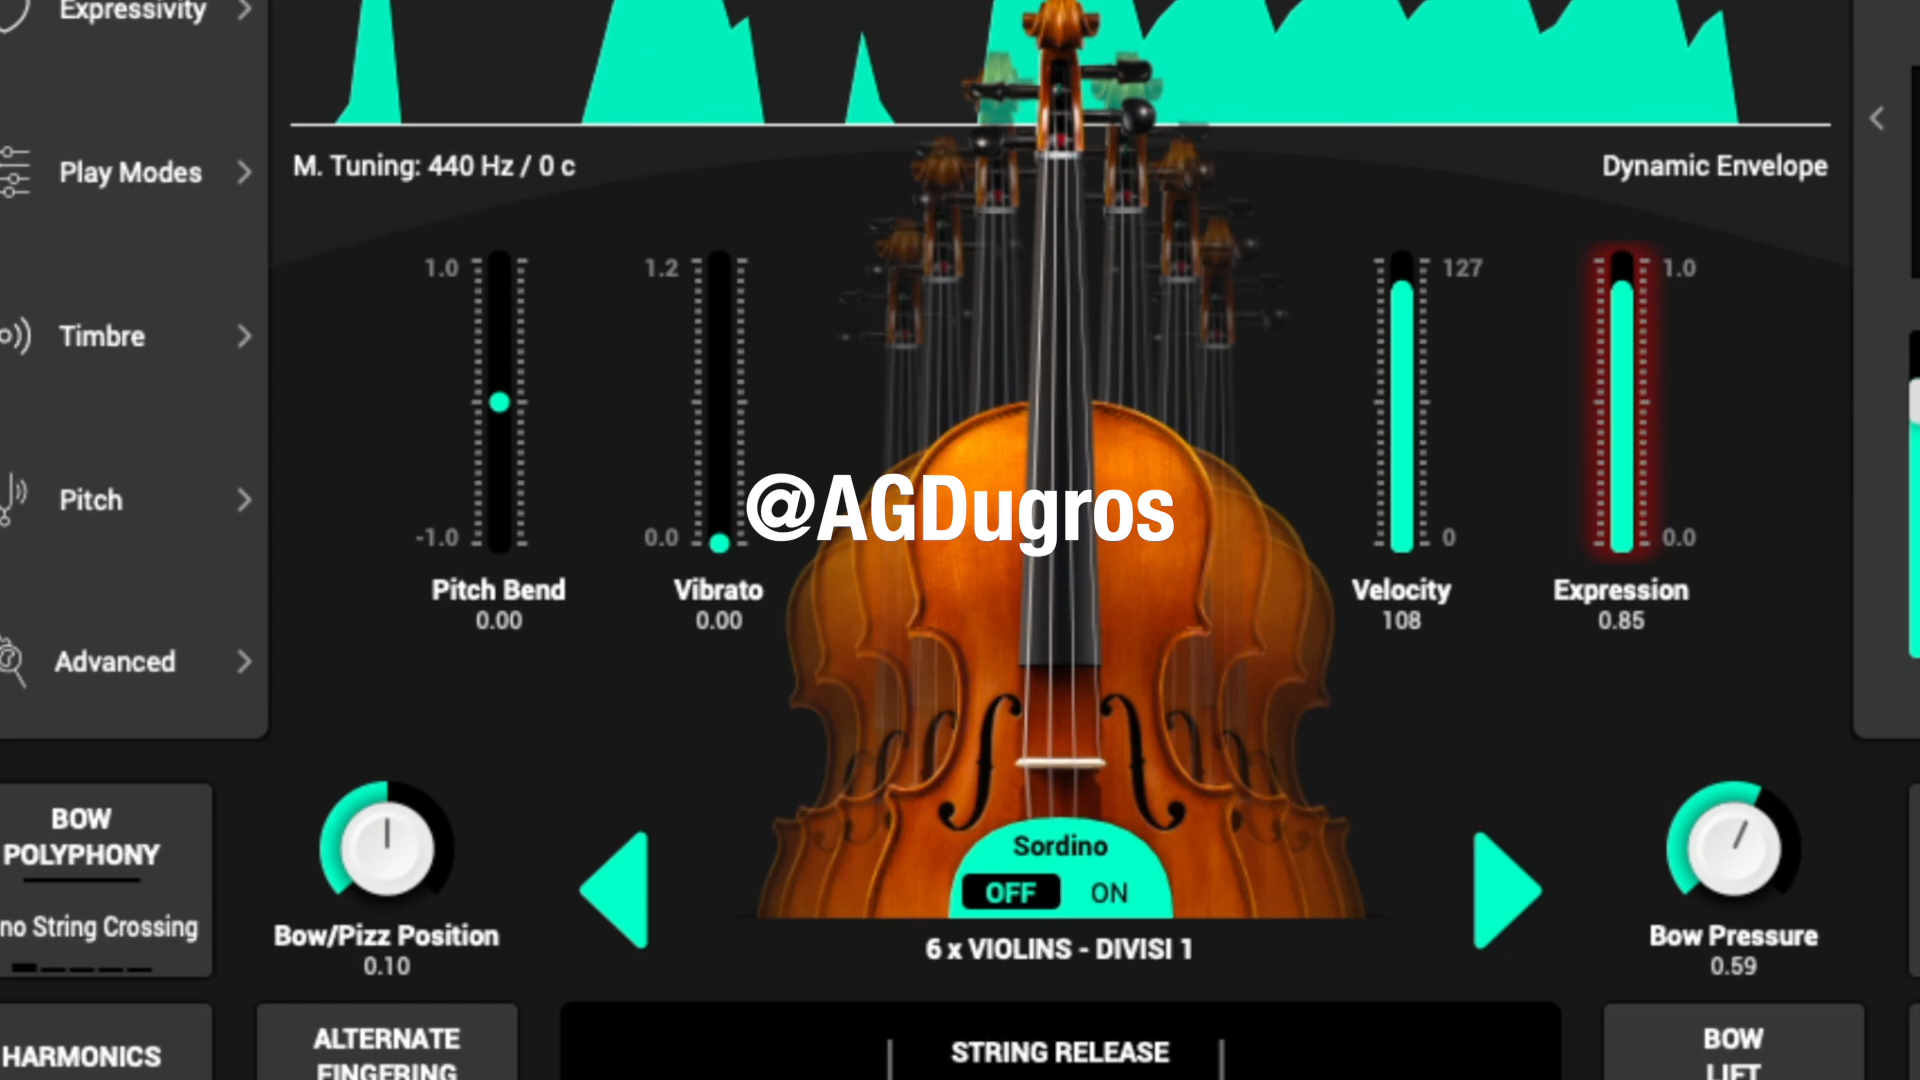 Expressivity
M. Tuning: 440 Hz / 0 c
Dynamic Envelope
Play Modes
Timbre
Pitch
Advanced
1.0
-1.0
Pitch Bend
0.00
1.2
0.0
Vibrato
0.00
@AGDugros
127
0
Velocity
108
1.0
0.0
Expression
0.85
BOW
POLYPHONY
no String Crossing
Bow/Pizz Position
0.10
Sordino
OFF ON
6 x VIOLINS - DIVISI 1
Bow Pressure
0.59
HARMONICS
ALTERNATE
FINGERING
STRING RELEASE
BOW
LIFT